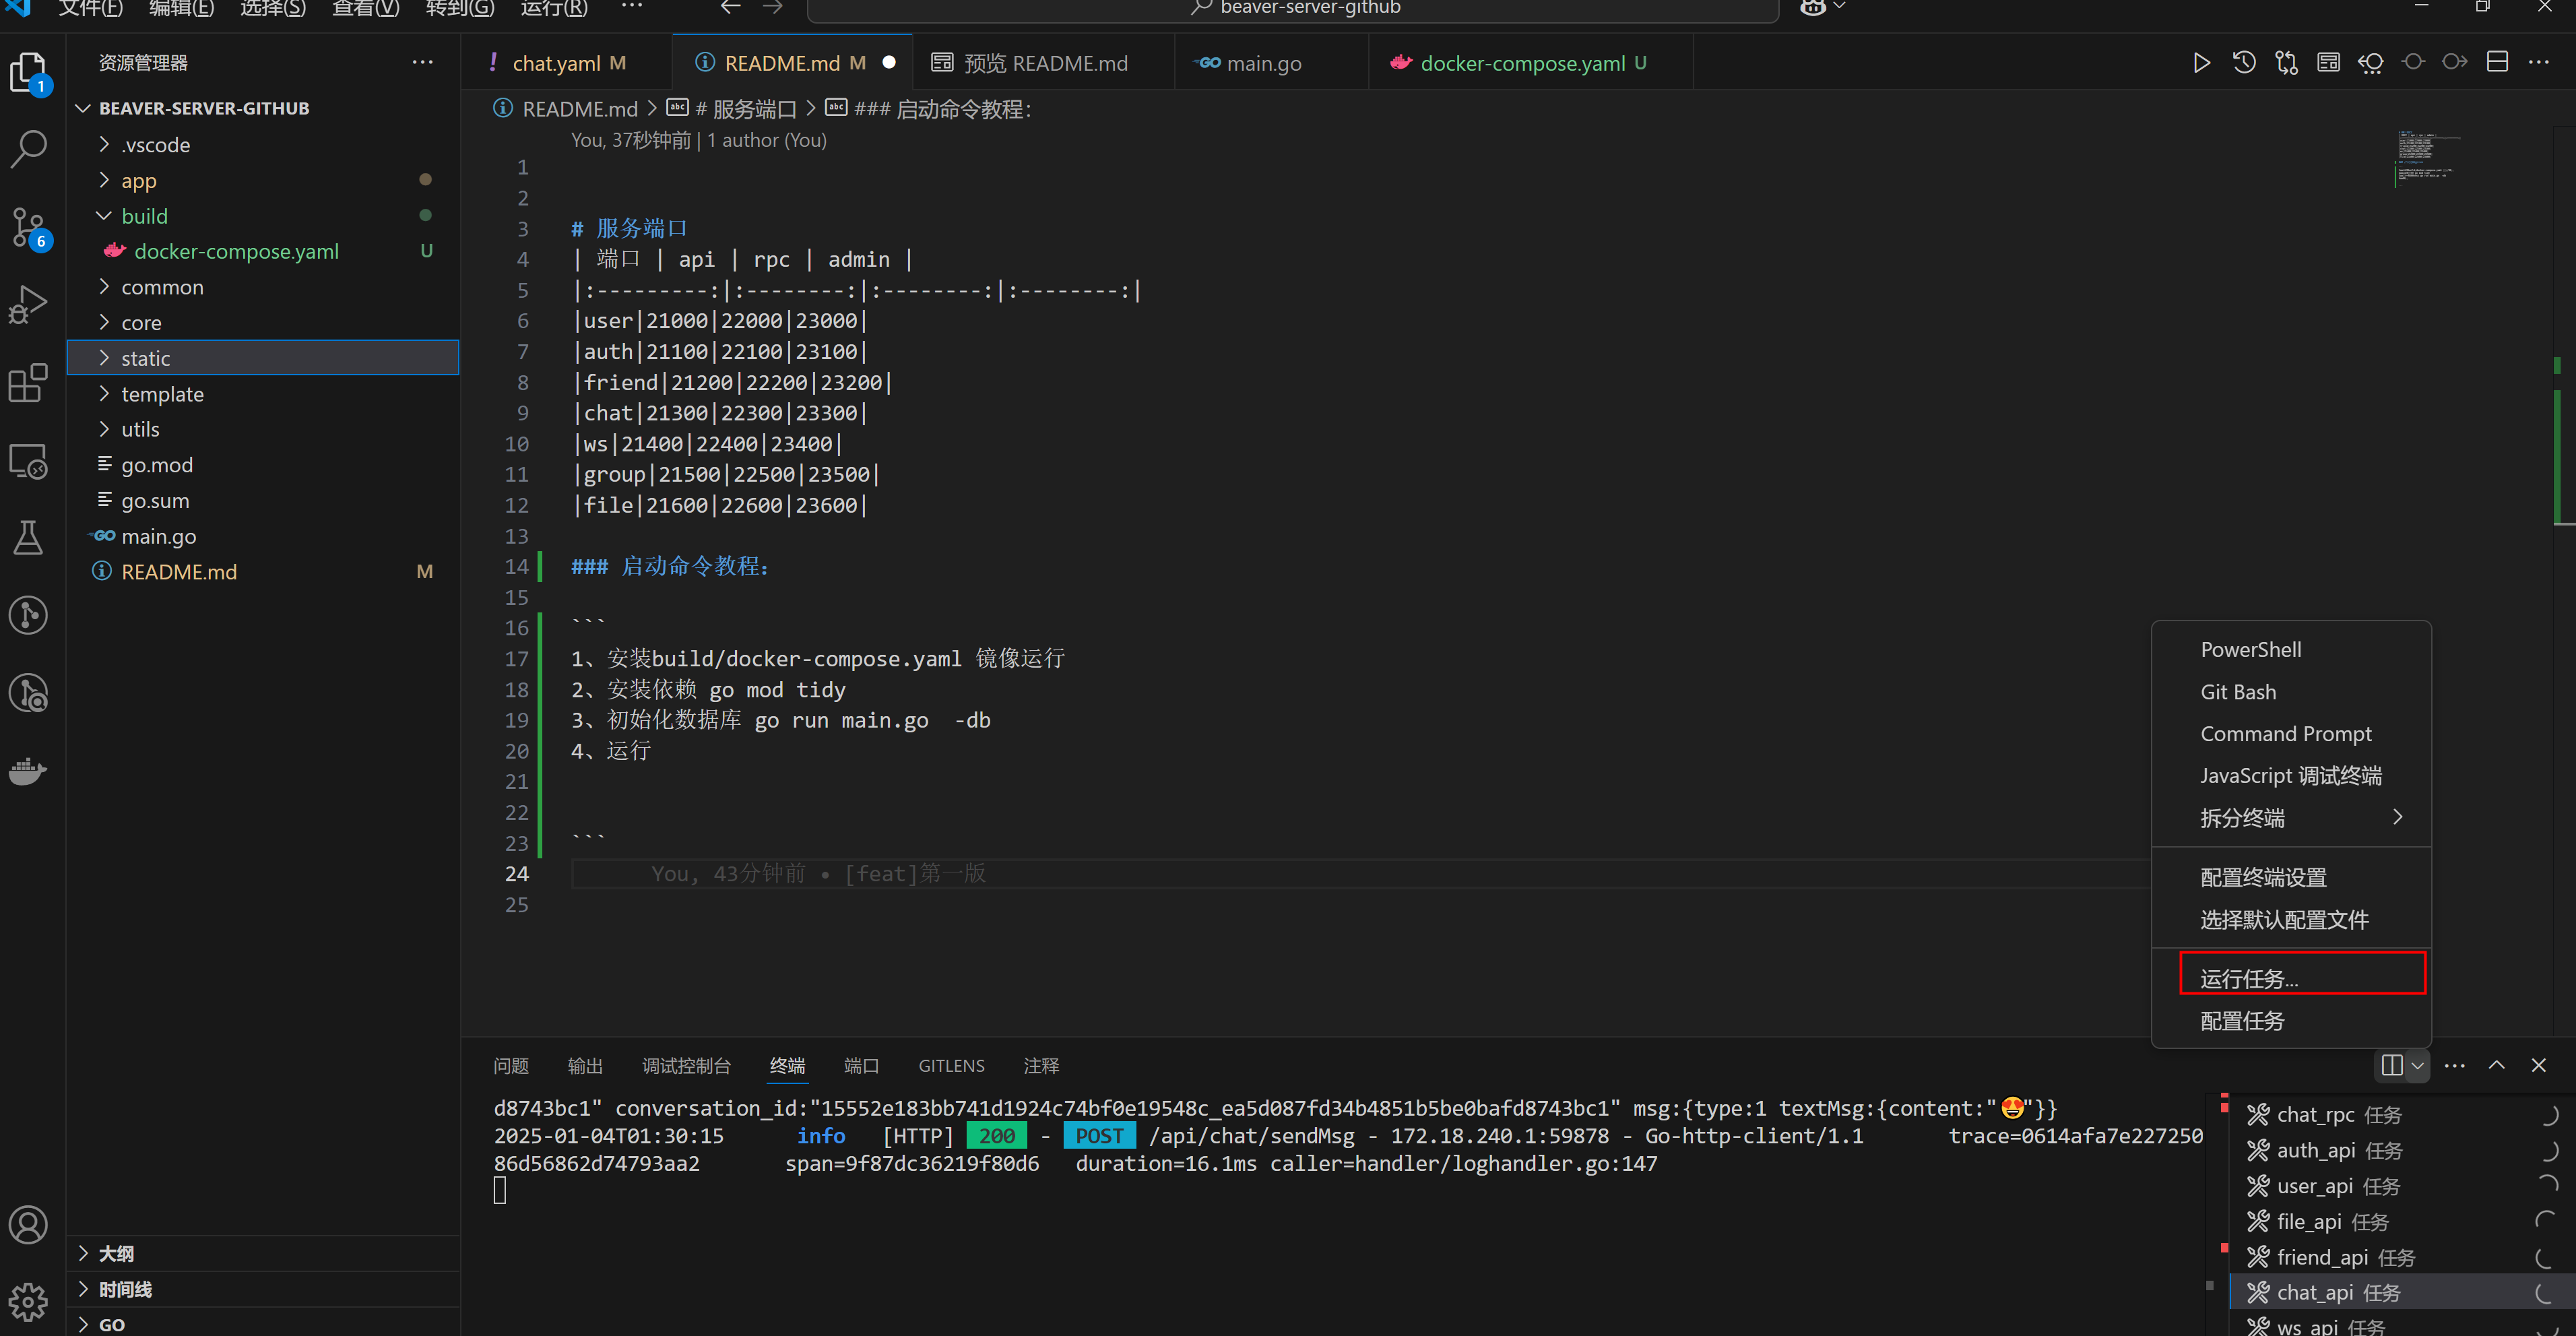 文件(F) 编辑(E) 选择(S) 查看(V) 转到(G) 运行(R) ··· beaver-server-github
资源管理器 ···
! chat.yaml M README.md M ● 预览 README.md main.go docker-compose.yaml U
1
BEAVER-SERVER-GITHUB
README.md > # 服务端口 > ### 启动命令教程：
You, 37秒钟前 | 1 author (You)
.vscode
app
build
docker-compose.yaml U
common
core
static
template
utils
go.mod
go.sum
main.go
README.md M
6
1
2
3 # 服务端口
4 | 端口 | api | rpc | admin |
5 |:---------:|:--------:|:--------:|:--------:|
6 |user|21000|22000|23000|
7 |auth|21100|22100|23100|
8 |friend|21200|22200|23200|
9 |chat|21300|22300|23300|
10 |ws|21400|22400|23400|
11 |group|21500|22500|23500|
12 |file|21600|22600|23600|
13
14 ### 启动命令教程：
15
16 ```
17 1、安装build/docker-compose.yaml 镜像运行
18 2、安装依赖 go mod tidy
19 3、初始化数据库 go run main.go  -db
20 4、运行
21
22
23 ```
24 You, 43分钟前 • [feat]第一版
25
PowerShell
Git Bash
Command Prompt
JavaScript 调试终端
拆分终端
配置终端设置
选择默认配置文件
运行任务...
配置任务
问题 输出 调试控制台 终端 端口 GITLENS 注释
d8743bc1" conversation_id:"15552e183bb741d1924c74bf0e19548c_ea5d087fd34b4851b5be0bafd8743bc1" msg:{type:1 textMsg:{content:"😍"}}
2025-01-04T01:30:15 info [HTTP] 200 - POST /api/chat/sendMsg - 172.18.240.1:59878 - Go-http-client/1.1 trace=0614afa7e227250
86d56862d74793aa2 span=9f87dc36219f80d6 duration=16.1ms caller=handler/loghandler.go:147
chat_rpc 任务
auth_api 任务
user_api 任务
file_api 任务
friend_api 任务
chat_api 任务
ws_api 任务
大纲
时间线
GO